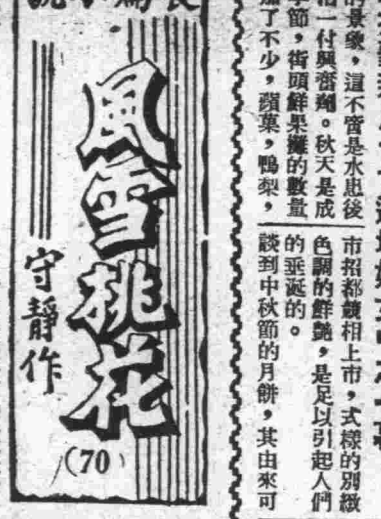 的景象，這不啻是水患後
一付興奮劑。秋天是成
季節，街頭鮮果攤的數量
加了不少，蘋菓，鴨梨，
市招都競相上市，式樣的別緻
色調的鮮艷，是足以引起人們
的垂誕的。
談到中秋節的月餅，其由來可
風雪桃花
(70)
守靜作